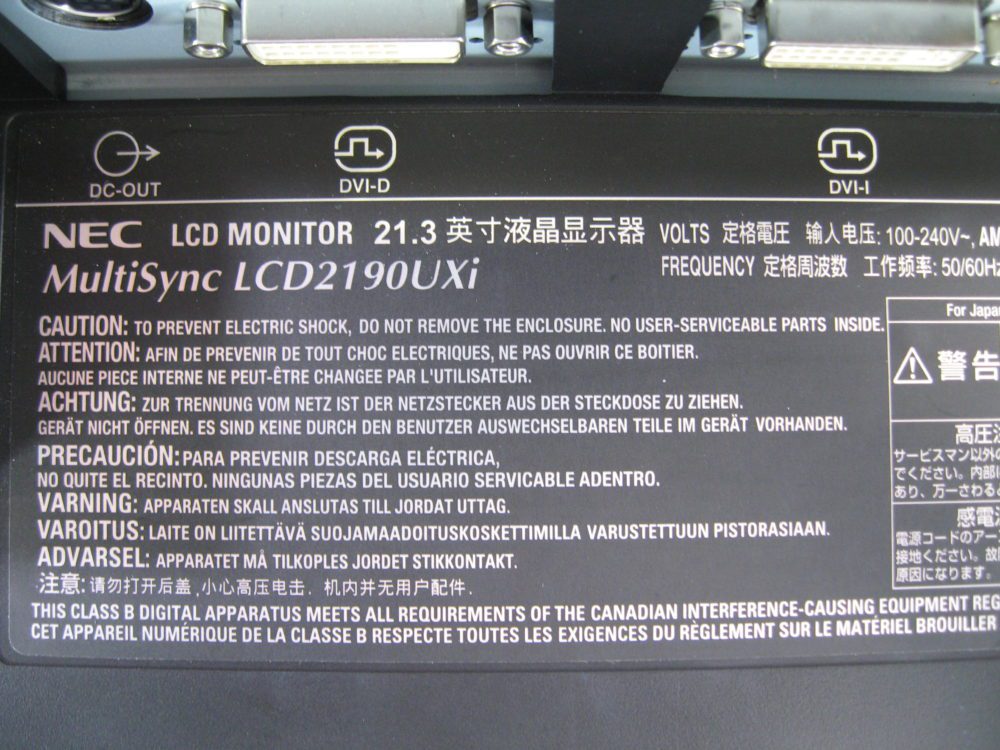 DC-OUT DVI-D DVI-I
NEC LCD MONITOR 21.3 英寸液晶显示器 VOLTS 定格電圧 输入电压: 100-240V~, AM
MultiSync LCD2190UXi FREQUENCY 定格周波数 工作频率: 50/60Hz
CAUTION: TO PREVENT ELECTRIC SHOCK, DO NOT REMOVE THE ENCLOSURE. NO USER-SERVICEABLE PARTS INSIDE.
ATTENTION: AFIN DE PREVENIR DE TOUT CHOC ELECTRIQUES, NE PAS OUVRIR CE BOITIER.
AUCUNE PIECE INTERNE NE PEUT-ÊTRE CHANGEE PAR L'UTILISATEUR.
ACHTUNG: ZUR TRENNUNG VOM NETZ IST DER NETZSTECKER AUS DER STECKDOSE ZU ZIEHEN.
GERÄT NICHT ÖFFNEN. ES SIND KEINE DURCH DEN BENUTZER AUSWECHSELBAREN TEILE IM GERÄT VORHANDEN.
PRECAUCIÓN: PARA PREVENIR DESCARGA ELÉCTRICA,
NO QUITE EL RECINTO. NINGUNAS PIEZAS DEL USUARIO SERVICABLE ADENTRO.
VARNING: APPARATEN SKALL ANSLUTAS TILL JORDAT UTTAG.
VAROITUS: LAITE ON LIITETTÄVÄ SUOJAMAADOITUSKOSKETTIMILLA VARUSTETTUUN PISTORASIAAN.
ADVARSEL: APPARATET MÅ TILKOPLES JORDET STIKKONTAKT.
注意: 请勿打开后盖, 小心高压电击. 机内并无用户配件.
THIS CLASS B DIGITAL APPARATUS MEETS ALL REQUIREMENTS OF THE CANADIAN INTERFERENCE-CAUSING EQUIPMENT REG
CET APPAREIL NUMÉRIQUE DE LA CLASSE B RESPECTE TOUTES LES EXIGENCES DU RÈGLEMENT SUR LE MATÉRIEL BROUILLER
For Japa
警告
高圧注
サービスマン以外の
でください。内部
あり、万一さわる
感電注
電源コードのアー
接地ください。故
原因になります。